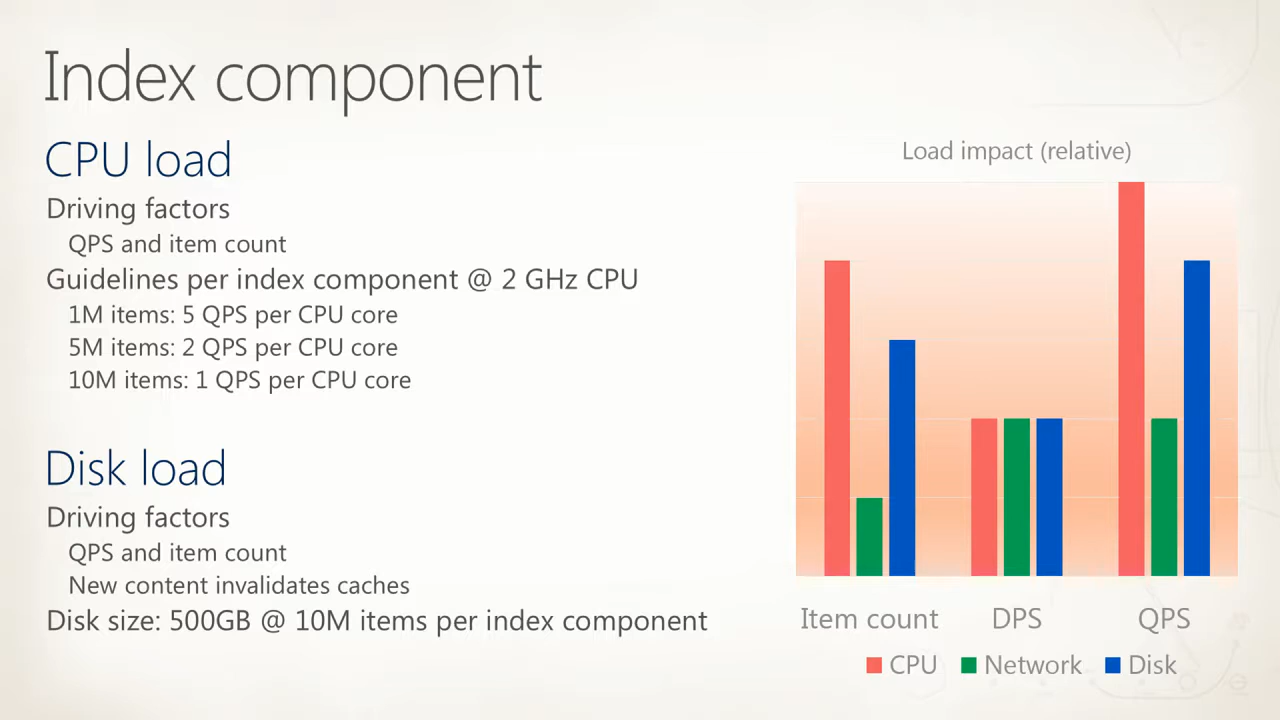 Index component
CPU load
Driving factors
QPS and item count
Guidelines per index component @ 2 GHz CPU
1M items: 5 QPS per CPU core
5M items: 2 QPS per CPU core
10M items: 1 QPS per CPU core
Disk load
Driving factors
QPS and item count
New content invalidates caches
Disk size: 500GB @ 10M items per index component
Load impact (relative)
Item count DPS QPS
CPU Network Disk